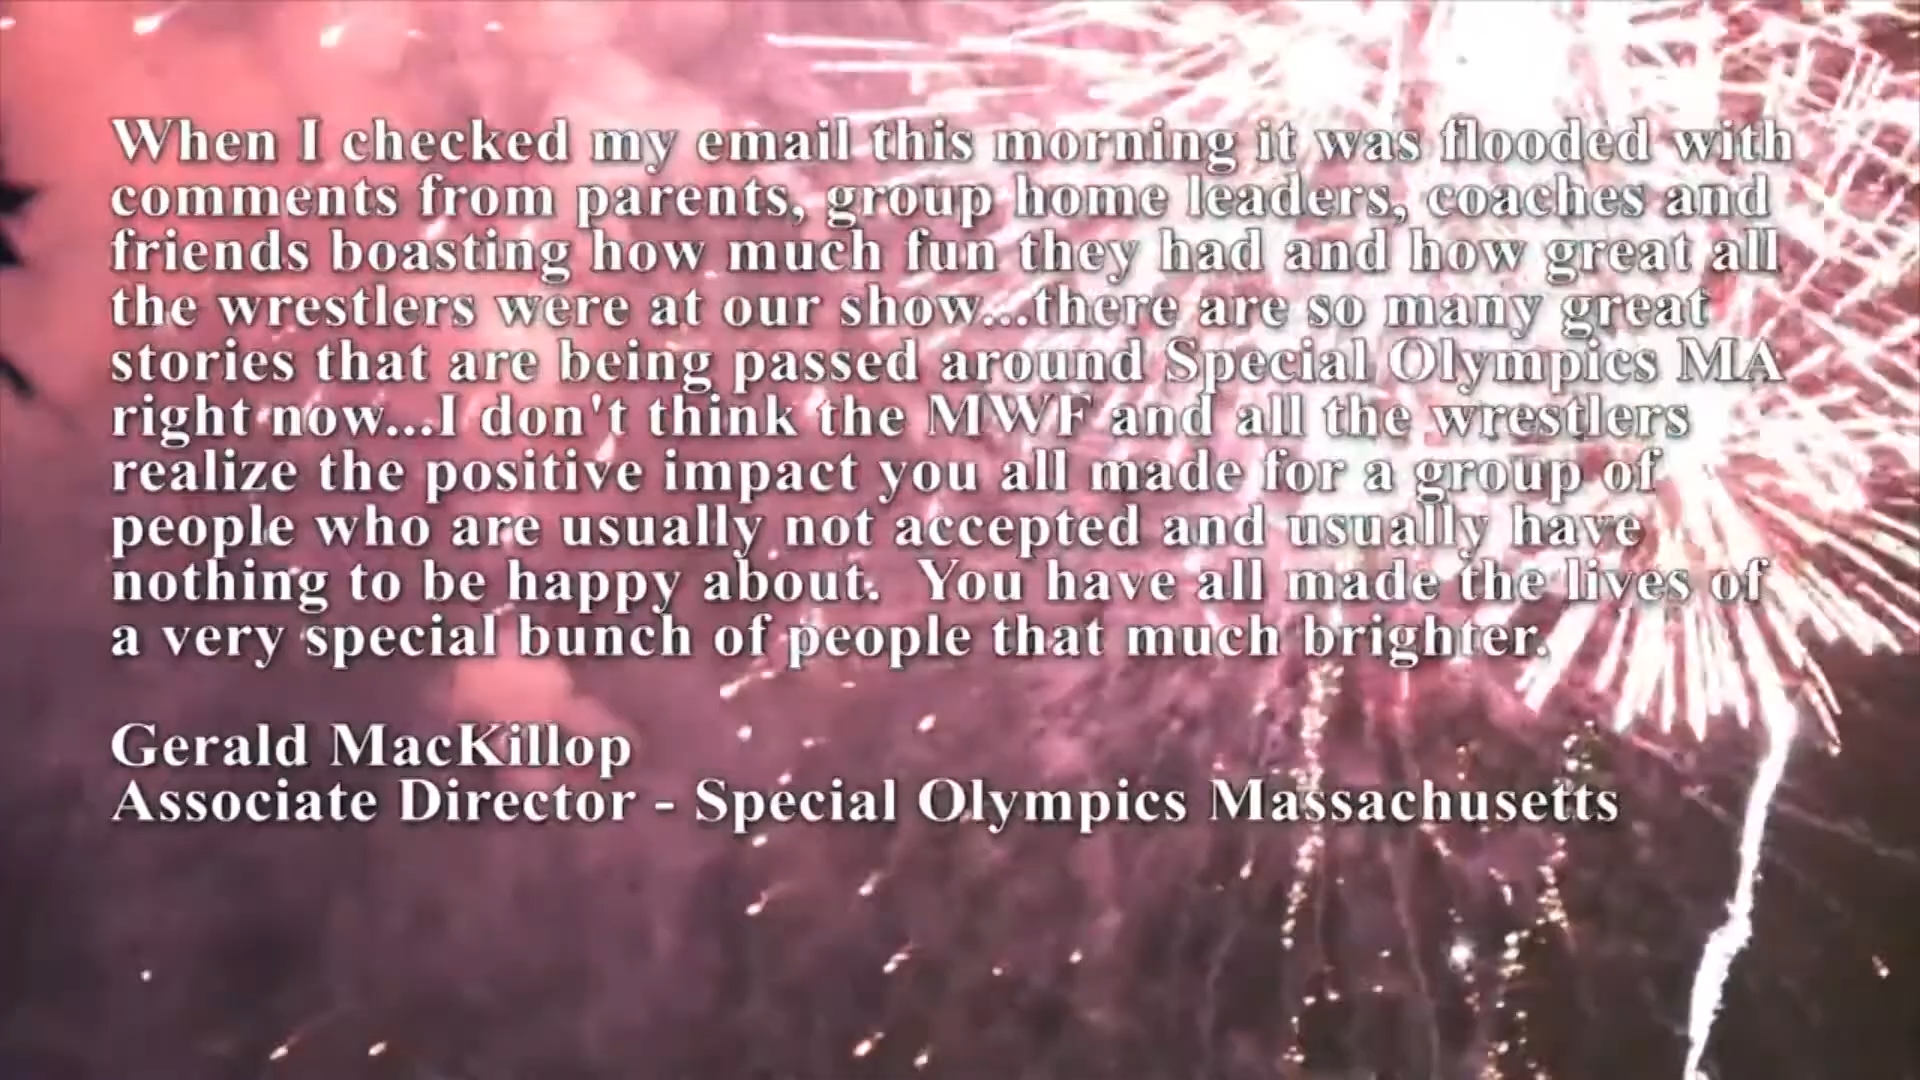 When I checked my email this morning it was flooded with
comments from parents, group home leaders, coaches and
friends boasting how much fun they had and how great all
the wrestlers were at our show...there are so many great
stories that are being passed around Special Olympics MA
right now...I don't think the MWF and all the wrestlers
realize the positive impact you all made for a group of
people who are usually not accepted and usually have
nothing to be happy about.  You have all made the lives of
a very special bunch of people that much brighter.
Gerald MacKillop
Associate Director - Special Olympics Massachusetts